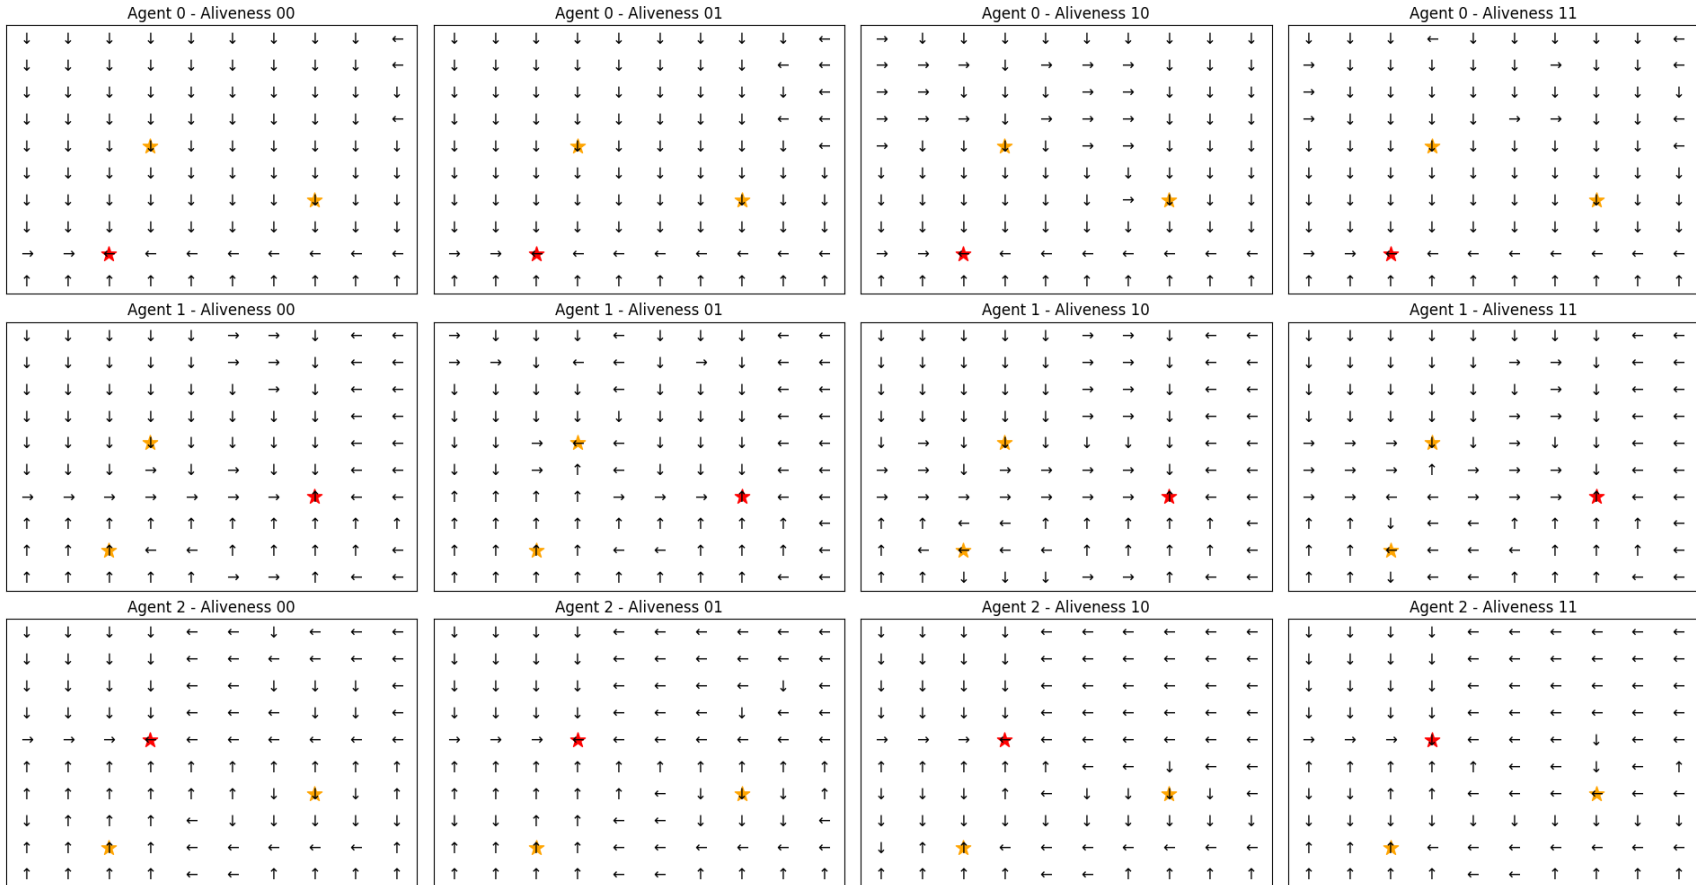 Agent 0 - Aliveness 00
Agent 0 - Aliveness 01
Agent 0 - Aliveness 10
Agent 0 - Aliveness 11
Agent 1 - Aliveness 00
Agent 1 - Aliveness 01
Agent 1 - Aliveness 10
Agent 1 - Aliveness 11
Agent 2 - Aliveness 00
Agent 2 - Aliveness 01
Agent 2 - Aliveness 10
Agent 2 - Aliveness 11